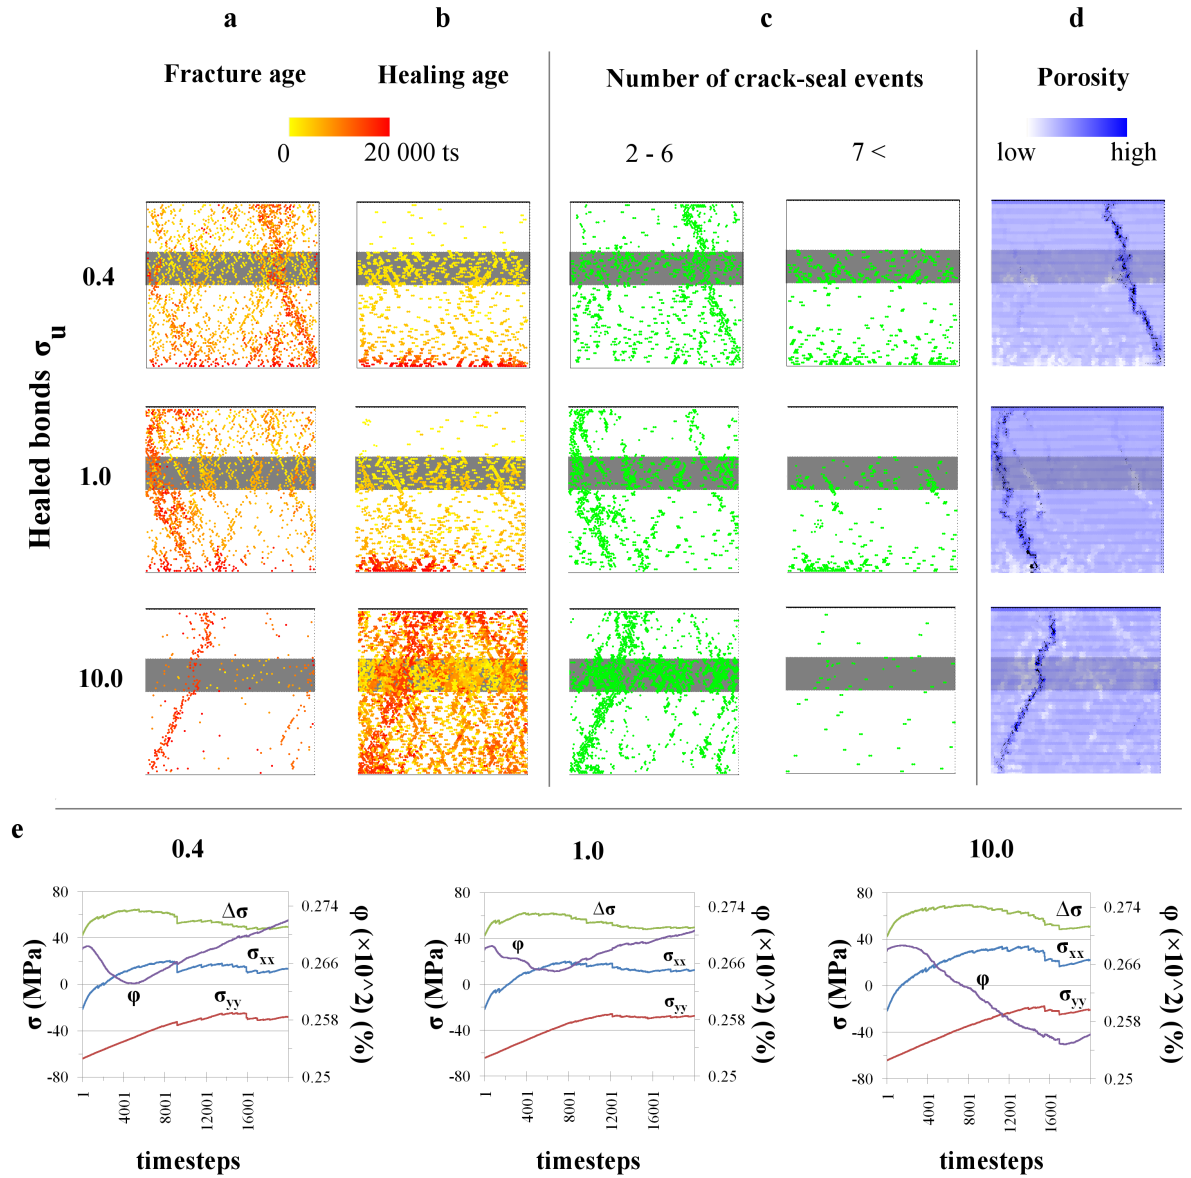 a b c d
Fracture age Healing age Number of crack-seal events Porosity
0 20 000 ts 2 - 6 7 < low high
Healed bonds σu
0.4
1.0
10.0
e
0.4 1.0 10.0
80 0.274 80 0.274 80 0.274
Δσ Δσ Δσ
40 40 40
σxx 0.266 φ σxx 0.266 σxx 0.266
0 0 0
φ σyy σyy φ σyy
-40 0.258 -40 0.258 -40 0.258
-80 0.25 -80 0.25 -80 0.25
σ (MPa) φ (×10^2) (%) σ (MPa) φ (×10^2) (%) σ (MPa) φ (×10^2) (%)
1 4001 8001 12001 16001 1 4001 8001 12001 16001 1 4001 8001 12001 16001
timesteps timesteps timesteps